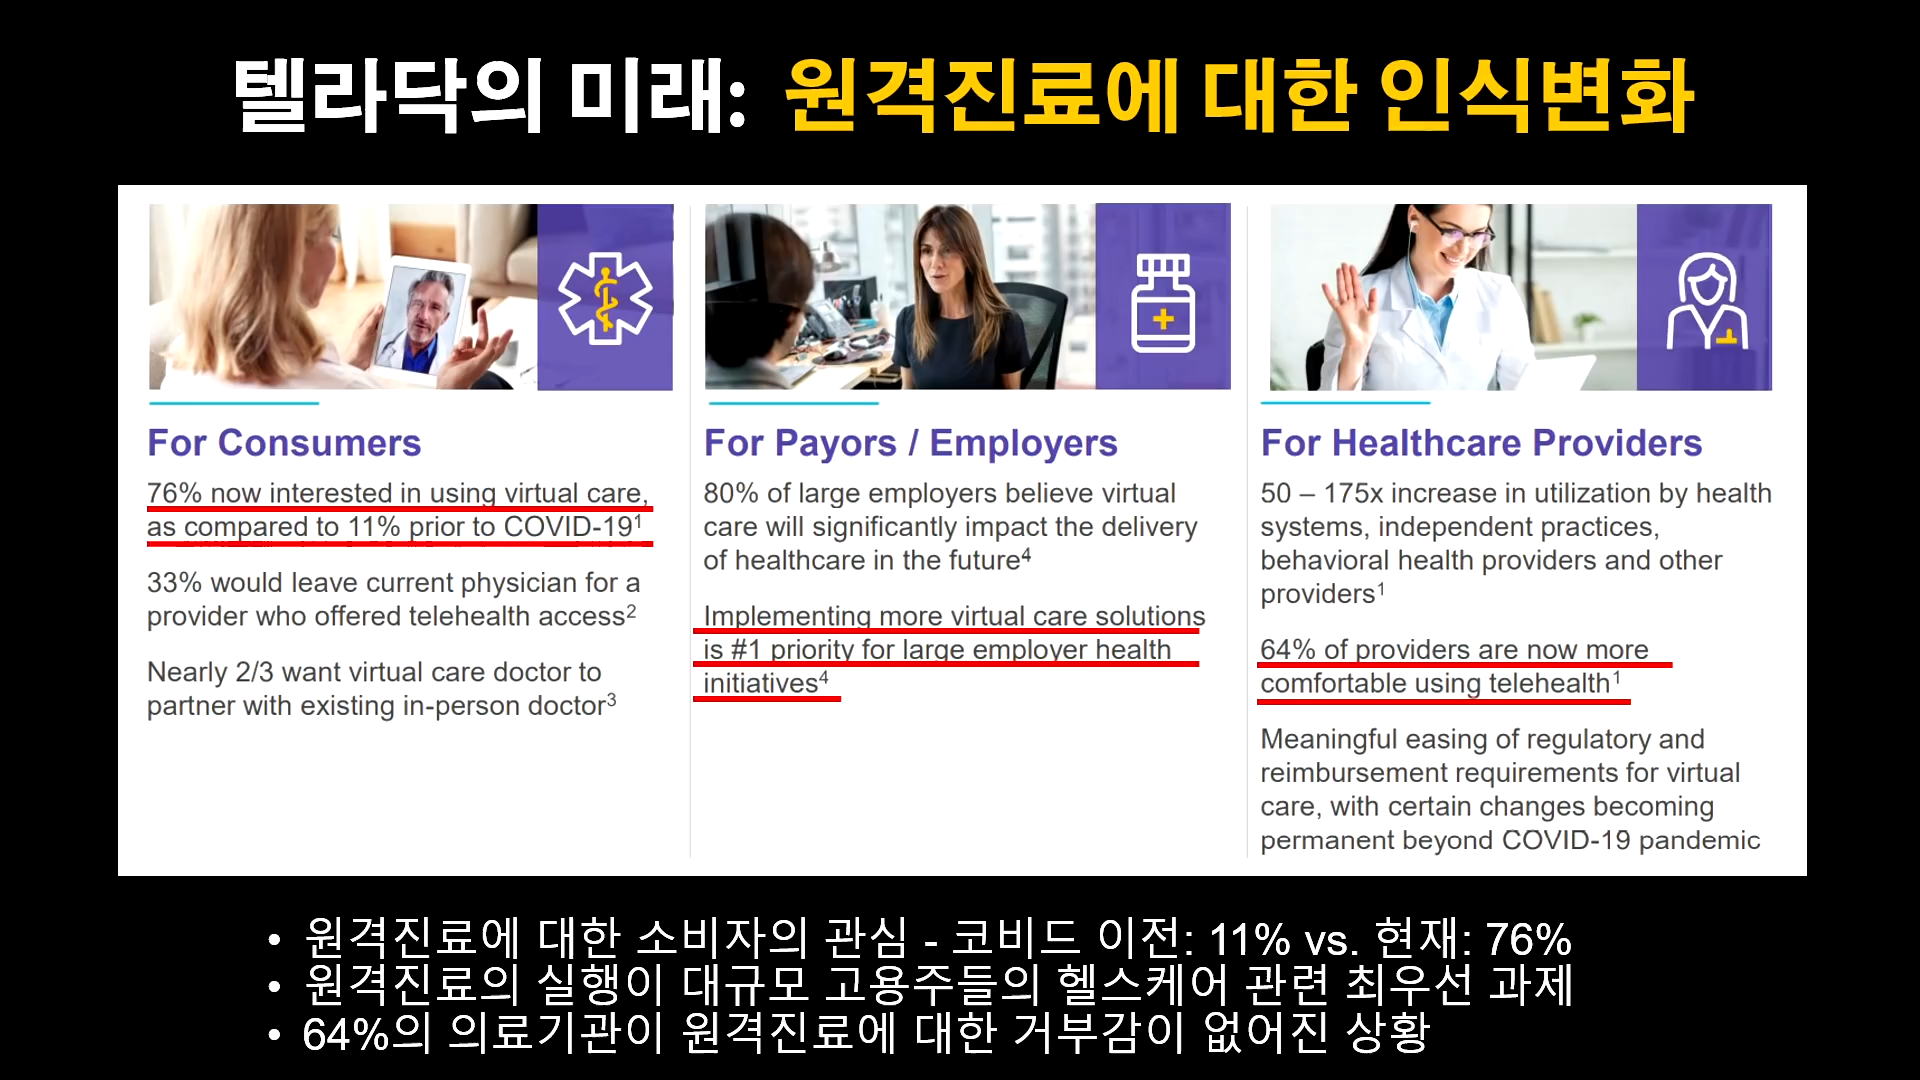 텔라닥의 미래: 원격진료에 대한 인식변화
For Consumers
76% now interested in using virtual care,
as compared to 11% prior to COVID-19¹
33% would leave current physician for a
provider who offered telehealth access²
Nearly 2/3 want virtual care doctor to
partner with existing in-person doctor³
For Payors / Employers
80% of large employers believe virtual
care will significantly impact the delivery
of healthcare in the future⁴
Implementing more virtual care solutions
is #1 priority for large employer health
initiatives⁴
For Healthcare Providers
50 – 175x increase in utilization by health
systems, independent practices,
behavioral health providers and other
providers¹
64% of providers are now more
comfortable using telehealth¹
Meaningful easing of regulatory and
reimbursement requirements for virtual
care, with certain changes becoming
permanent beyond COVID-19 pandemic
• 원격진료에 대한 소비자의 관심 - 코비드 이전: 11% vs. 현재: 76%
• 원격진료의 실행이 대규모 고용주들의 헬스케어 관련 최우선 과제
• 64%의 의료기관이 원격진료에 대한 거부감이 없어진 상황